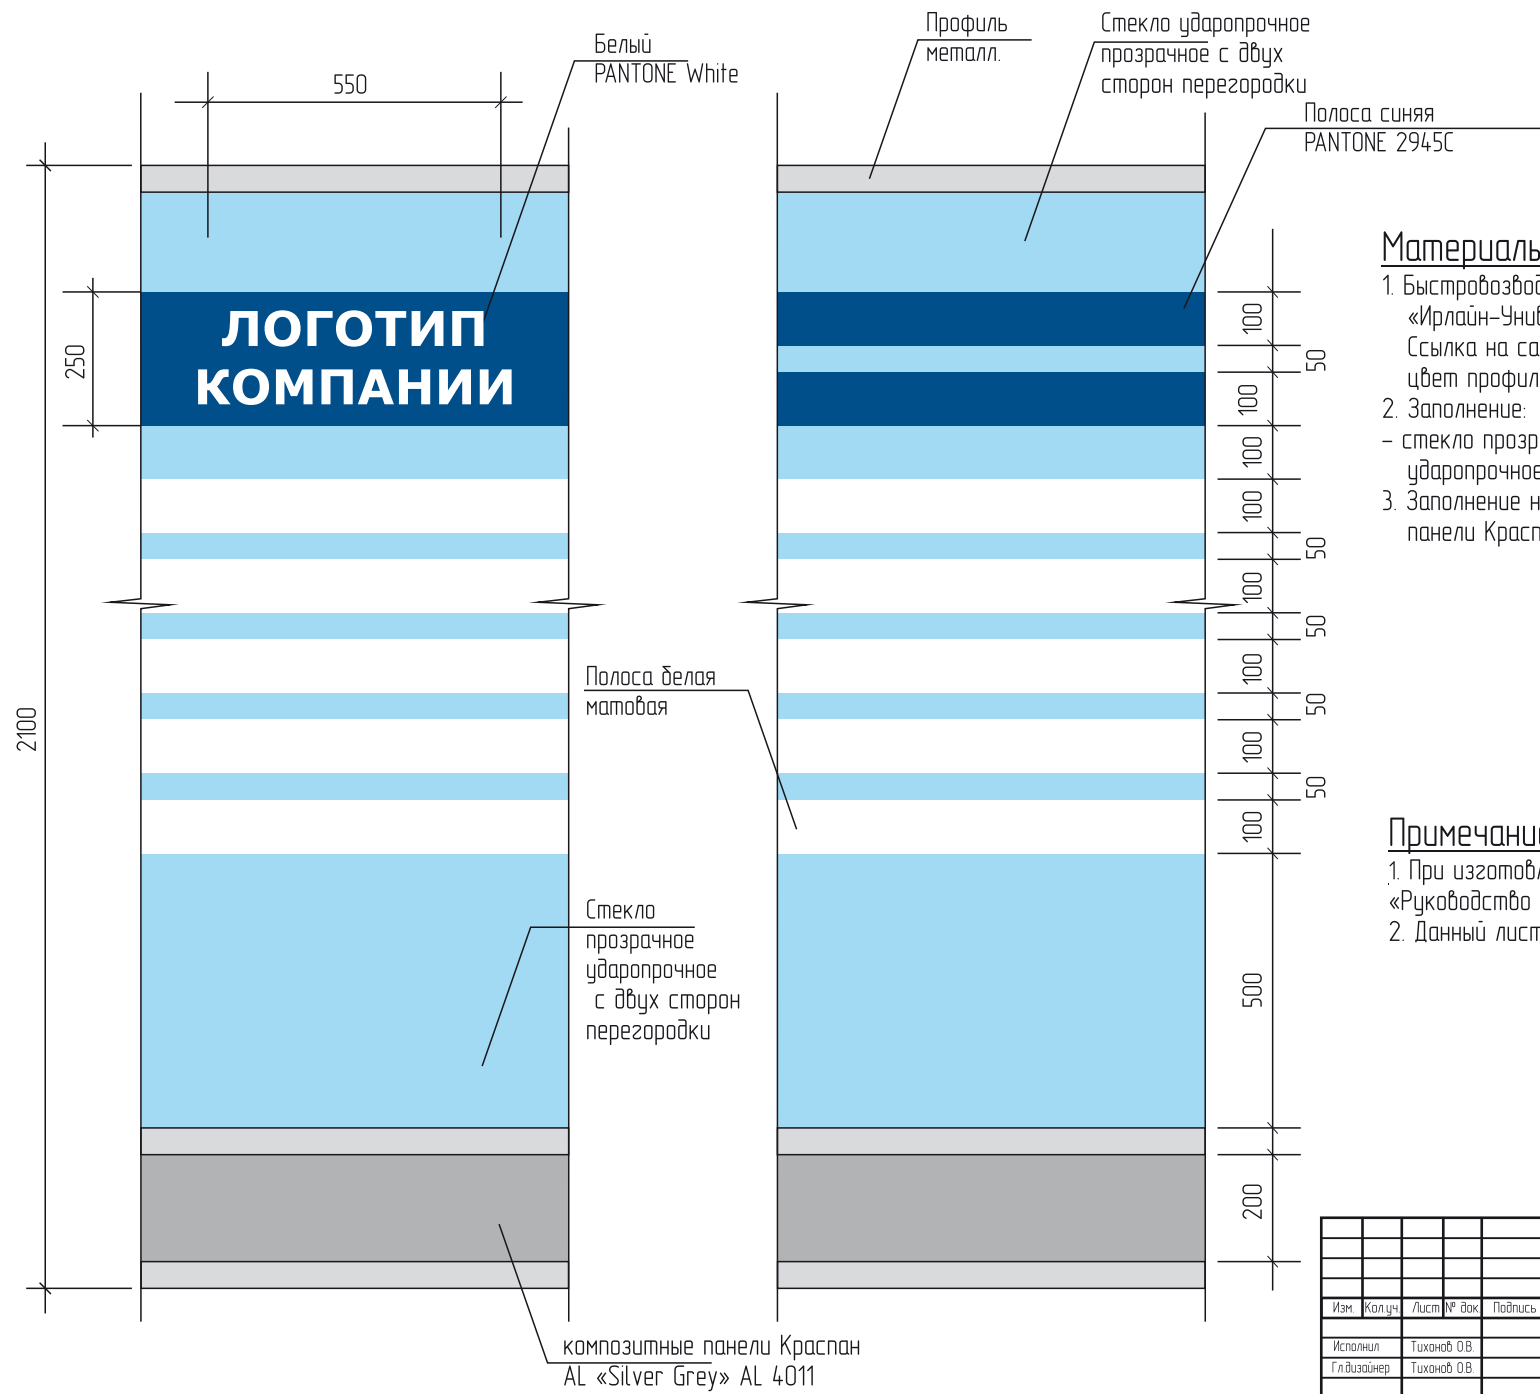 Белый
PANTONE White
550
Профиль
металл.
Стекло ударопрочное
прозрачное с двух
сторон перегородки
Полоса синяя
PANTONE 2945C
ЛОГОТИП
КОМПАНИИ
250
2100
100
50
100
100
100
50
100
50
100
50
100
50
100
500
200
Полоса белая
матовая
Стекло
прозрачное
ударопрочное
с двух сторон
перегородки
композитные панели Краспан
AL «Silver Grey» AL 4011
Материаль
1. Быстровозвод
«Ирлайн-Унив
Ссылка на са
цвет профил
2. Заполнение:
- стекло прозр
ударопрочное
3. Заполнение н
панели Красп
Примечани
1. При изготовл
«Руководство
2. Данный лист
Изм. Кол.уч. Лист № док. Подпись
Исполнил Тихонов О.В.
Гл.дизайнер Тихонов О.В.